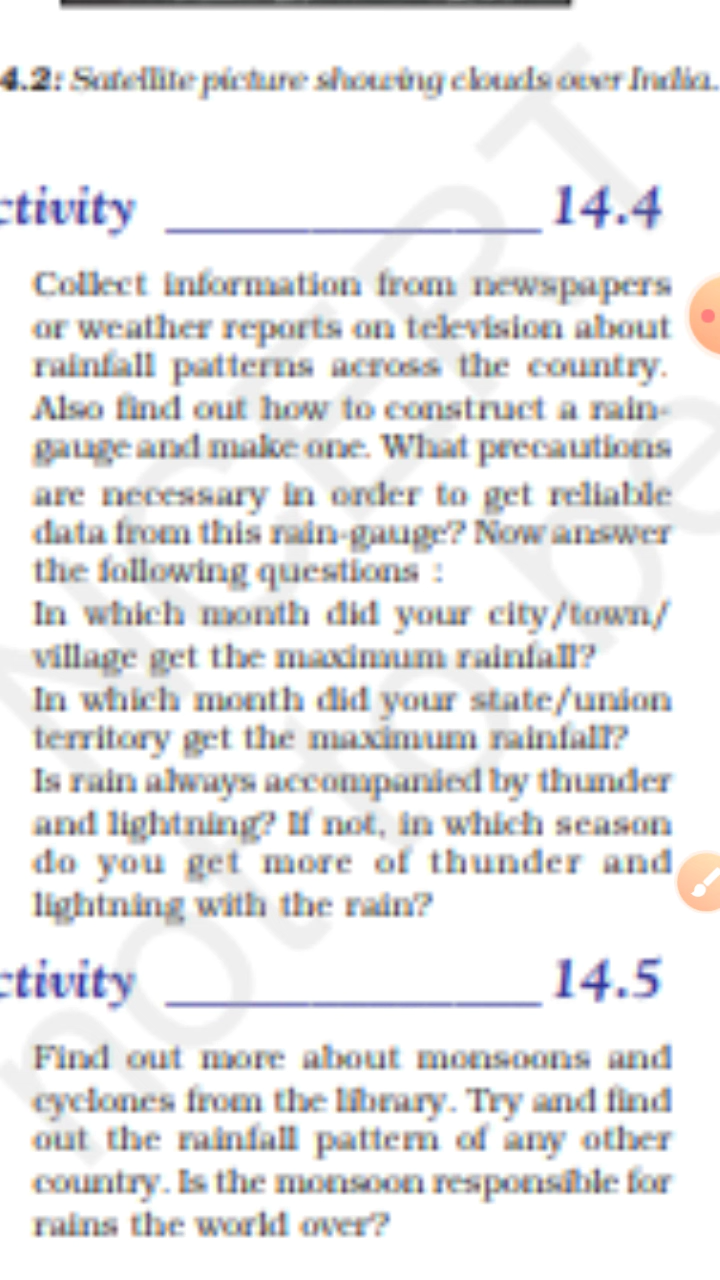 4.2: Satellite picture showing clouds over India.
ctivity 14.4
Collect information from newspapers
or weather reports on television about
rainfall patterns across the country.
Also find out how to construct a rain-
gauge and make one. What precautions
are necessary in order to get reliable
data from this rain-gauge? Now answer
the following questions :
In which month did your city/town/
village get the maximum rainfall?
In which month did your state/union
territory get the maximum rainfall?
Is rain always accompanied by thunder
and lightning? If not, in which season
do you get more of thunder and
lightning with the rain?
ctivity 14.5
Find out more about monsoons and
cyclones from the library. Try and find
out the rainfall pattern of any other
country. Is the monsoon responsible for
rains the world over?
NCERT
not to be